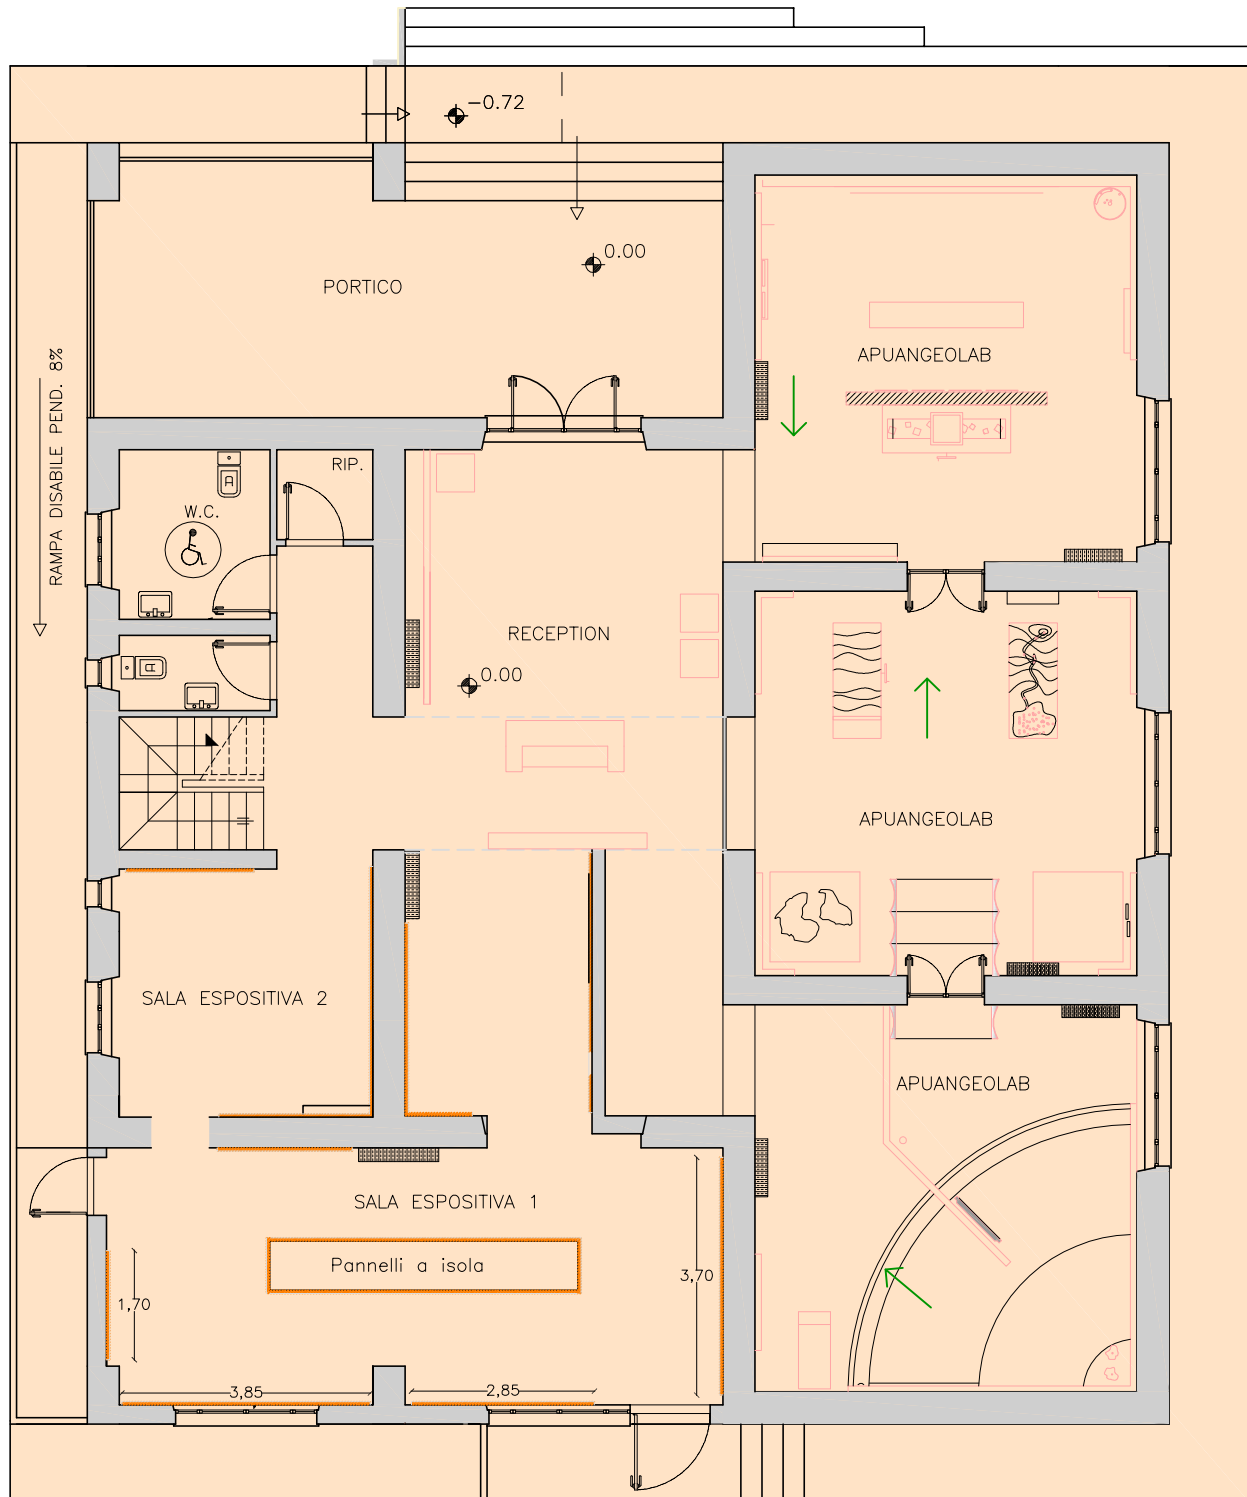 -0.72
0.00
PORTICO
APUANGEOLAB
RAMPA DISABILE PEND. 8%
RIP.
W.C.
RECEPTION
0.00
APUANGEOLAB
SALA ESPOSITIVA 2
APUANGEOLAB
SALA ESPOSITIVA 1
Pannelli a isola
3,70
1,70
3,85
2,85